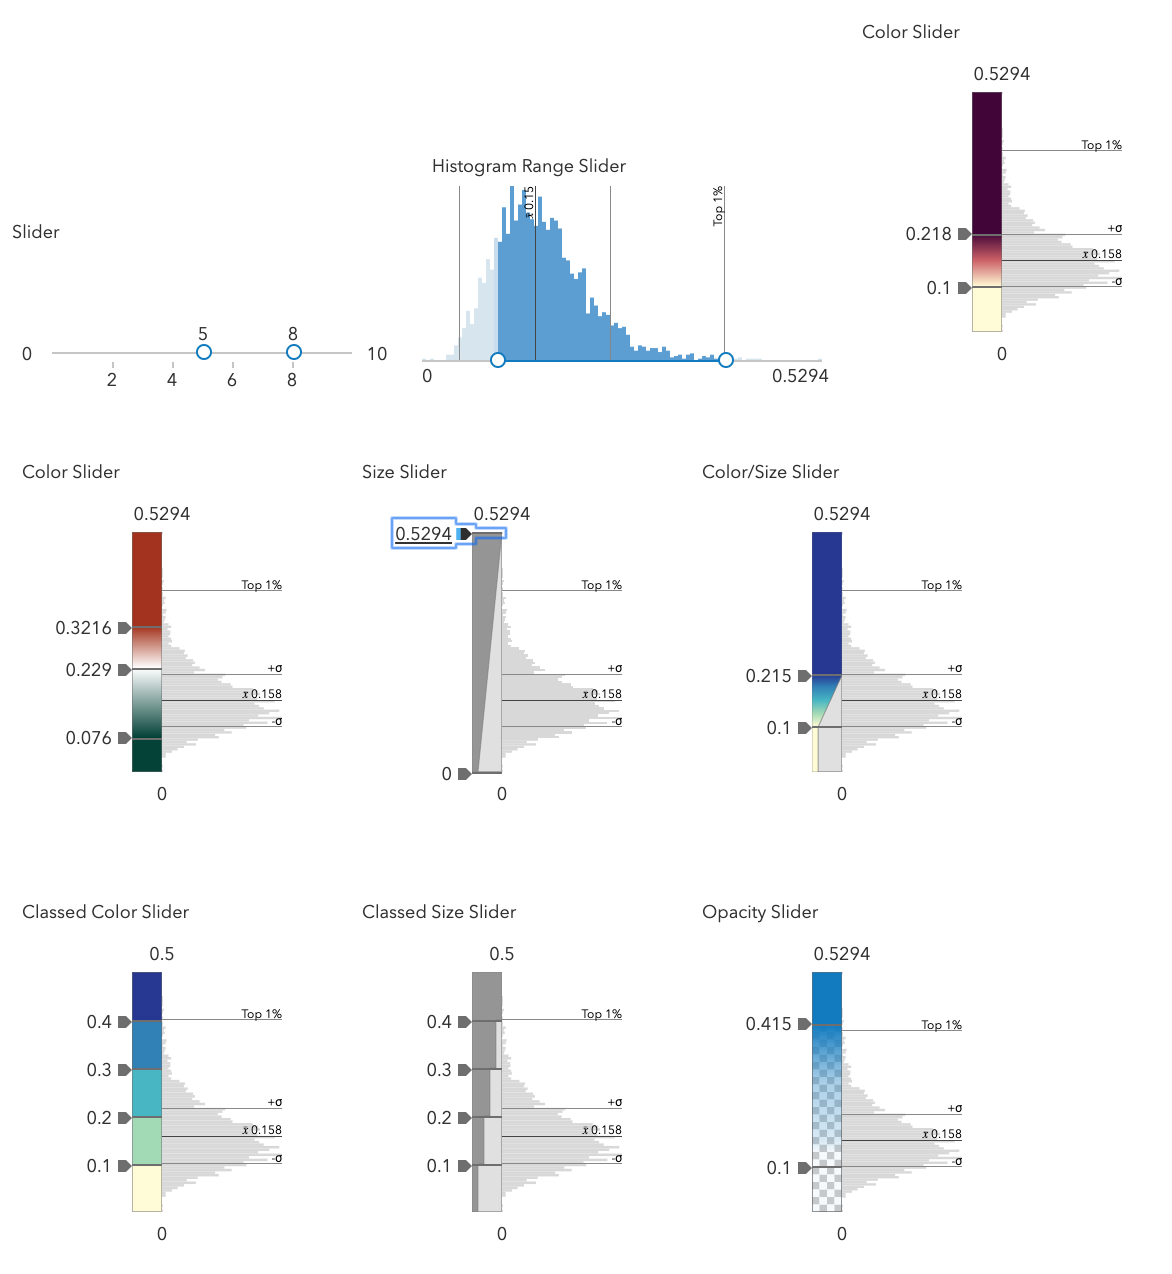 Color Slider
0.5294
Top 1%
0.218
+σ
x̄ 0.158
0.1
-σ
0
Histogram Range Slider
x̄ 0.15
Top 1%
0
0.5294
Slider
5
8
0
10
2
4
6
8
Color Slider
0.5294
Top 1%
0.3216
0.229
+σ
x̄ 0.158
-σ
0.076
0
Size Slider
0.5294
0.5294
Top 1%
+σ
x̄ 0.158
-σ
0
0
Color/Size Slider
0.5294
Top 1%
0.215
+σ
x̄ 0.158
0.1
-σ
0
Classed Color Slider
0.5
0.4
Top 1%
0.3
0.2
+σ
x̄ 0.158
0.1
-σ
0
Classed Size Slider
0.5
0.4
Top 1%
0.3
0.2
+σ
x̄ 0.158
0.1
-σ
0
Opacity Slider
0.5294
0.415
Top 1%
+σ
x̄ 0.158
0.1
-σ
0